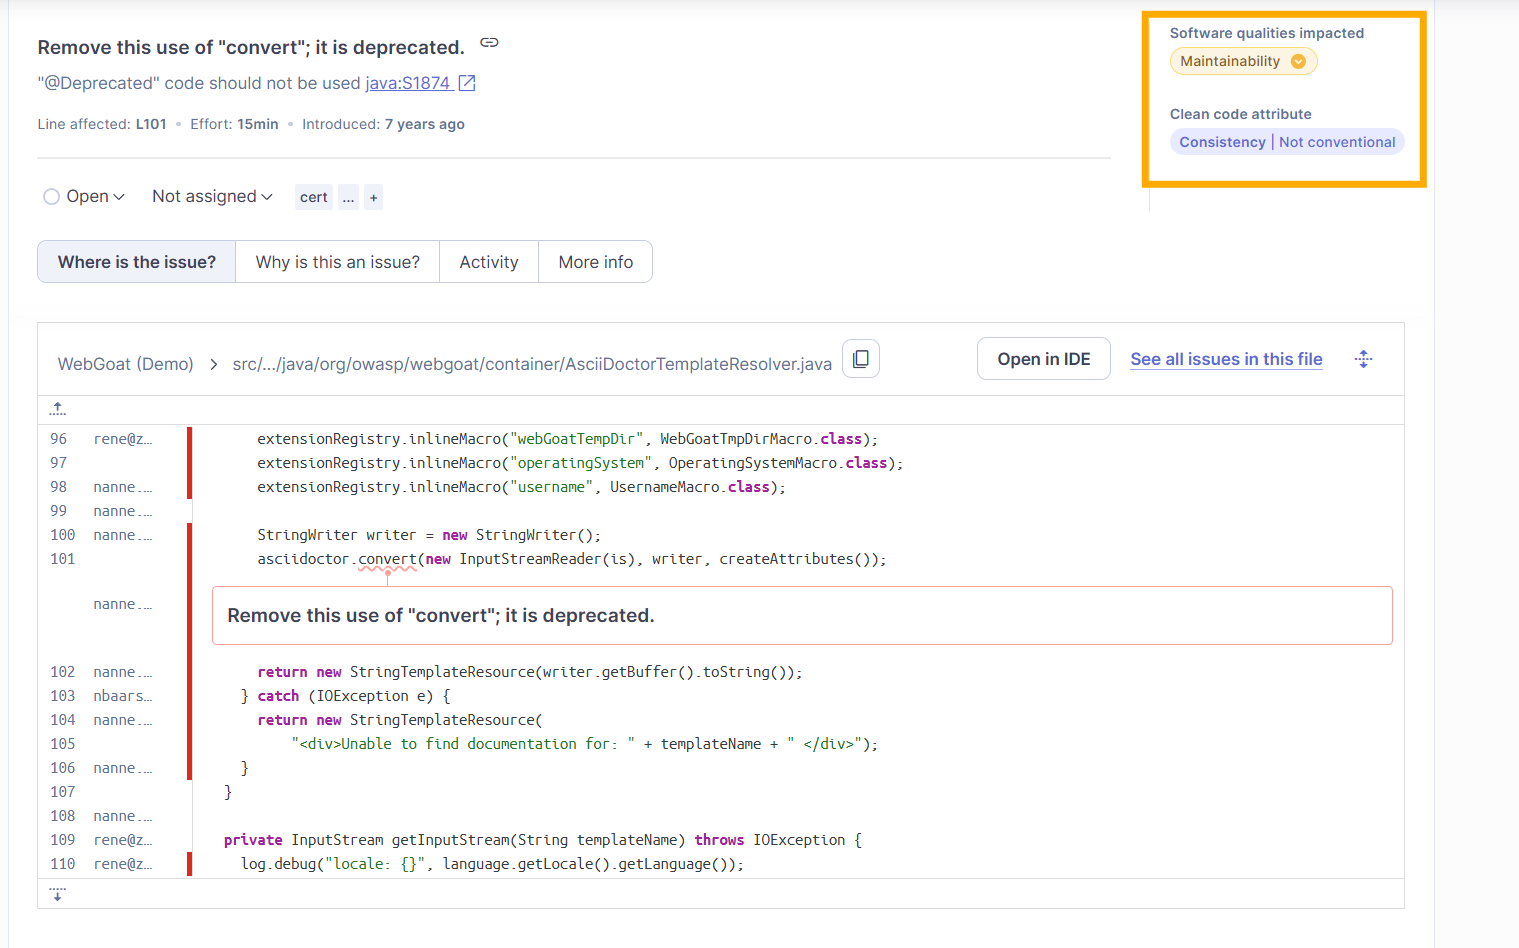 Remove this use of "convert"; it is deprecated.
"@Deprecated" code should not be used java:S1874
Line affected: L101 • Effort: 15min • Introduced: 7 years ago
Software qualities impacted
Maintainability
Clean code attribute
Consistency | Not conventional
Open Not assigned cert ... +
Where is the issue? Why is this an issue? Activity More info
WebGoat (Demo) > src/.../java/org/owasp/webgoat/container/AsciiDoctorTemplateResolver.java Open in IDE See all issues in this file
96 rene@z... extensionRegistry.inlineMacro("webGoatTempDir", WebGoatTmpDirMacro.class);
97 extensionRegistry.inlineMacro("operatingSystem", OperatingSystemMacro.class);
98 nanne.... extensionRegistry.inlineMacro("username", UsernameMacro.class);
99 nanne....
100 nanne.... StringWriter writer = new StringWriter();
101 asciidoctor.convert(new InputStreamReader(is), writer, createAttributes());
nanne.... Remove this use of "convert"; it is deprecated.
102 nanne.... return new StringTemplateResource(writer.getBuffer().toString());
103 nbaars... } catch (IOException e) {
104 nanne.... return new StringTemplateResource(
105 "<div>Unable to find documentation for: " + templateName + " </div>");
106 nanne.... }
107 }
108 nanne....
109 rene@z... private InputStream getInputStream(String templateName) throws IOException {
110 rene@z... log.debug("locale: {}", language.getLocale().getLanguage());